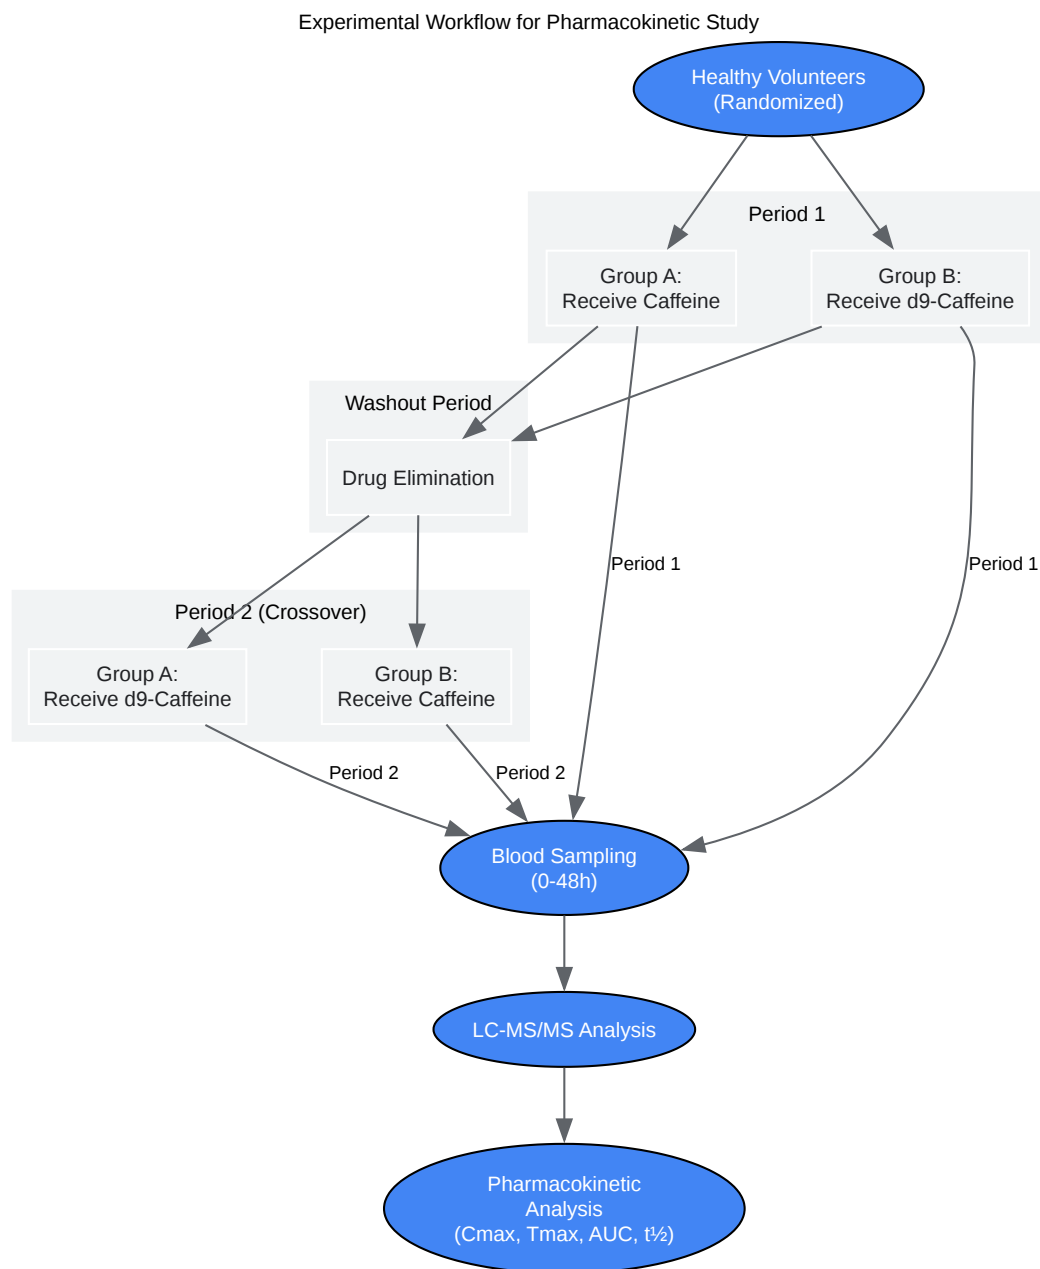 Experimental Workflow for Pharmacokinetic Study
Healthy Volunteers
(Randomized)
Period 1
Group A:
Receive Caffeine
Group B:
Receive d9-Caffeine
Washout Period
Drug Elimination
Period 1
Period 1
Period 2 (Crossover)
Group A:
Receive d9-Caffeine
Group B:
Receive Caffeine
Period 2
Period 2
Blood Sampling
(0-48h)
LC-MS/MS Analysis
Pharmacokinetic
Analysis
(Cmax, Tmax, AUC, t½)